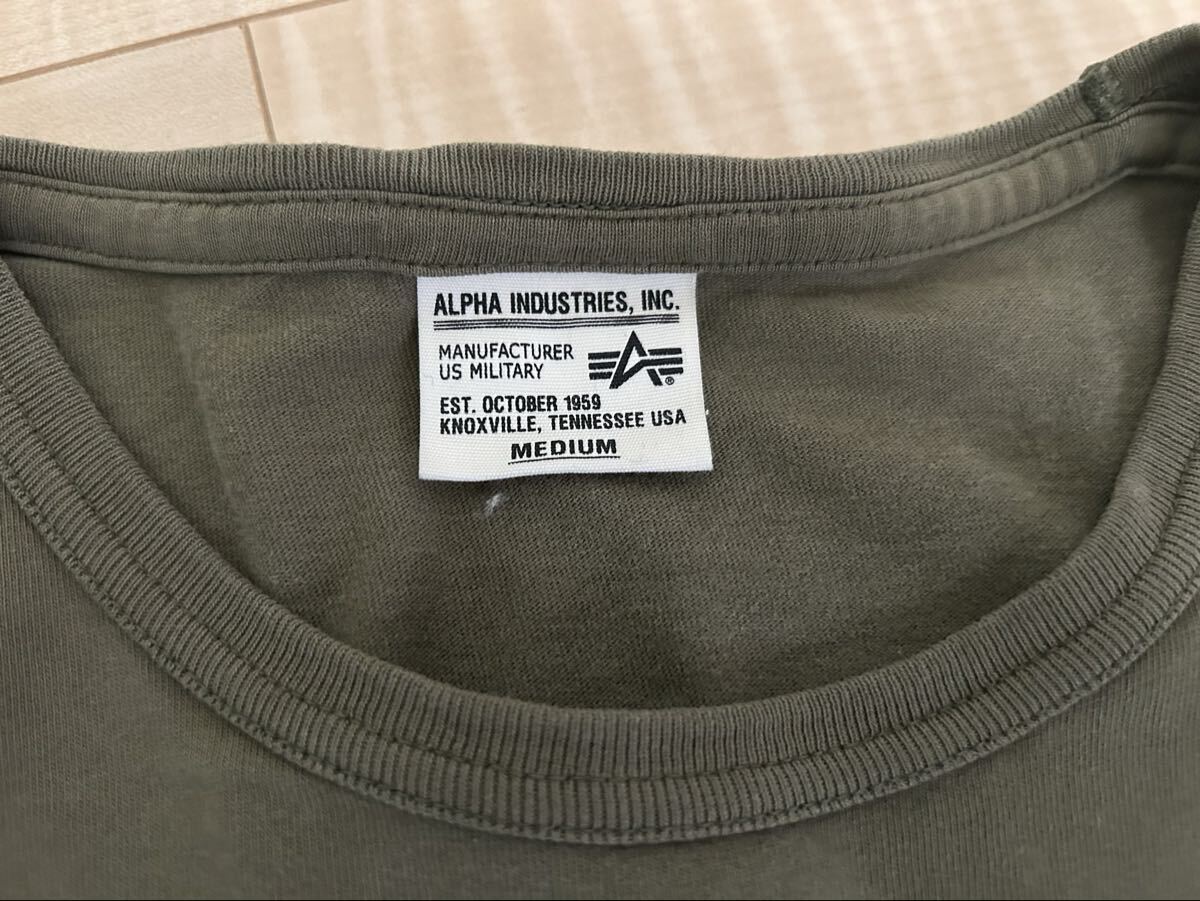 ALPHA INDUSTRIES, INC.
MANUFACTURER
US MILITARY
®
EST. OCTOBER 1959
KNOXVILLE, TENNESSEE USA
MEDIUM